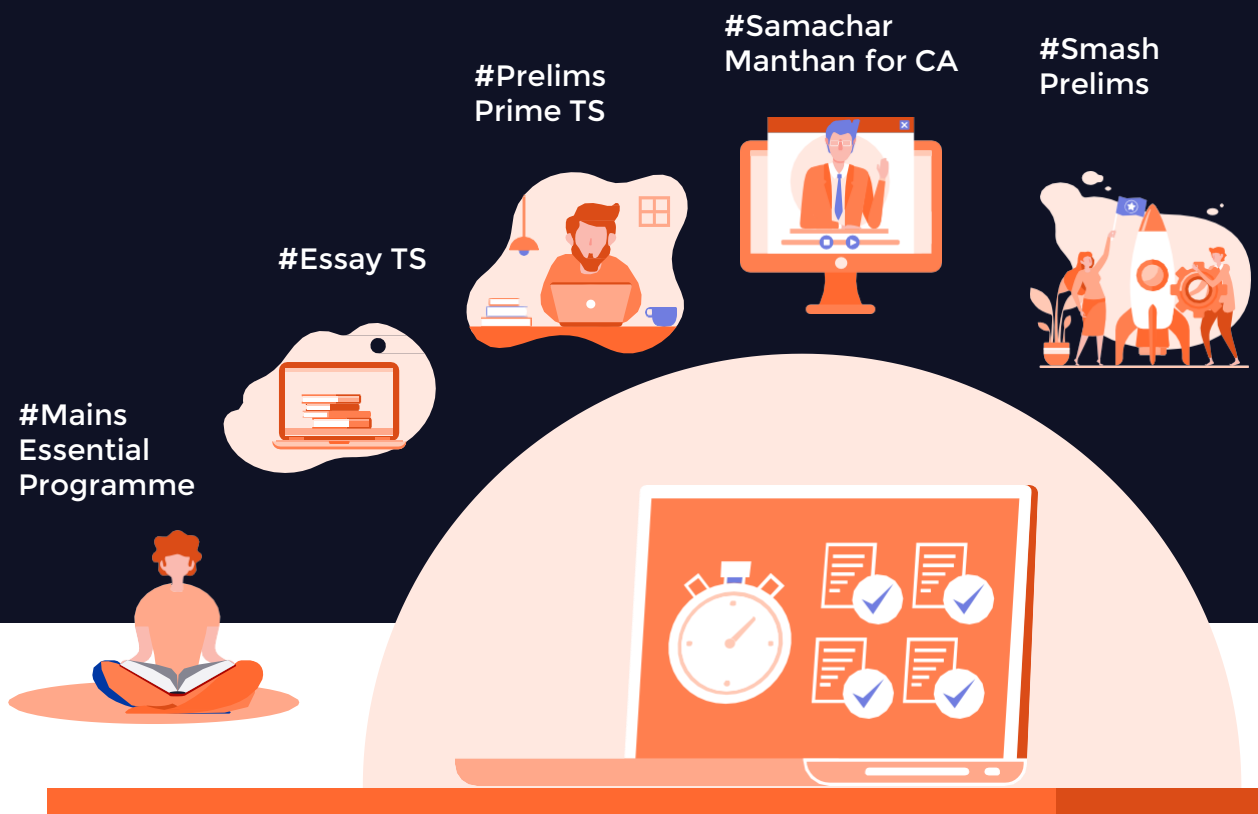 #Mains
Essential
Programme
#Essay TS
#Prelims
Prime TS
#Samachar
Manthan for CA
#Smash
Prelims